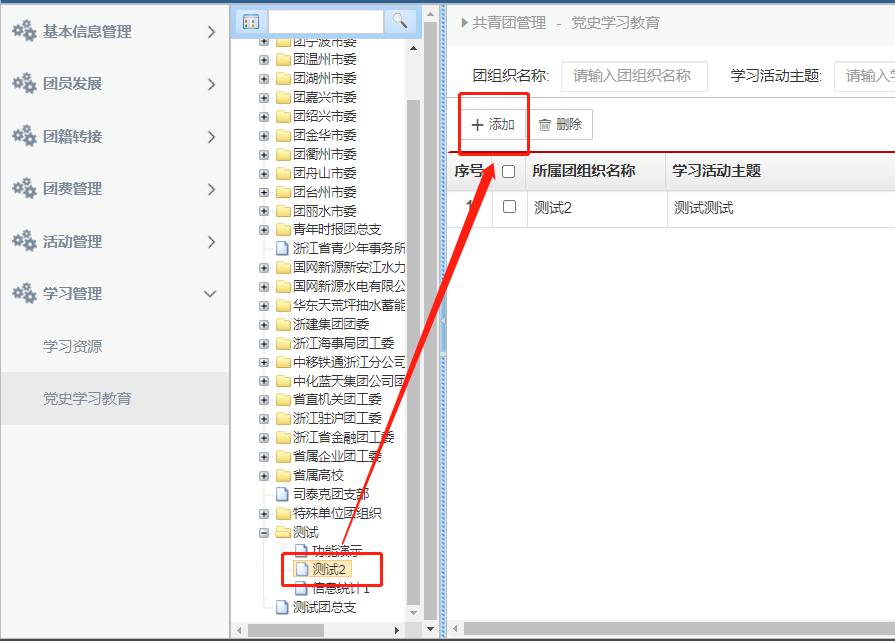 基本信息管理
团员发展
团籍转接
团费管理
活动管理
学习管理
学习资源
党史学习教育
团宁波市委
团温州市委
团湖州市委
团嘉兴市委
团绍兴市委
团金华市委
团衢州市委
团舟山市委
团台州市委
团丽水市委
青年时报团总支
浙江省青少年事务所
国网新源新安江水力
国网新源水电有限公
华东天荒坪抽水蓄能
浙建集团团委
浙江海事局团工委
中移铁通浙江分公司
中化蓝天集团公司团
省直机关团工委
浙江驻沪团工委
浙江省金融团工委
省属企业团工委
省属高校
司泰克团支部
特殊单位团组织
测试
功能演示
测试2
信息统计1
测试团总支
共青团管理 - 党史学习教育
团组织名称: 请输入团组织名称 学习活动主题: 请输入学
添加 删除
序号 所属团组织名称 学习活动主题
1 测试2 测试测试